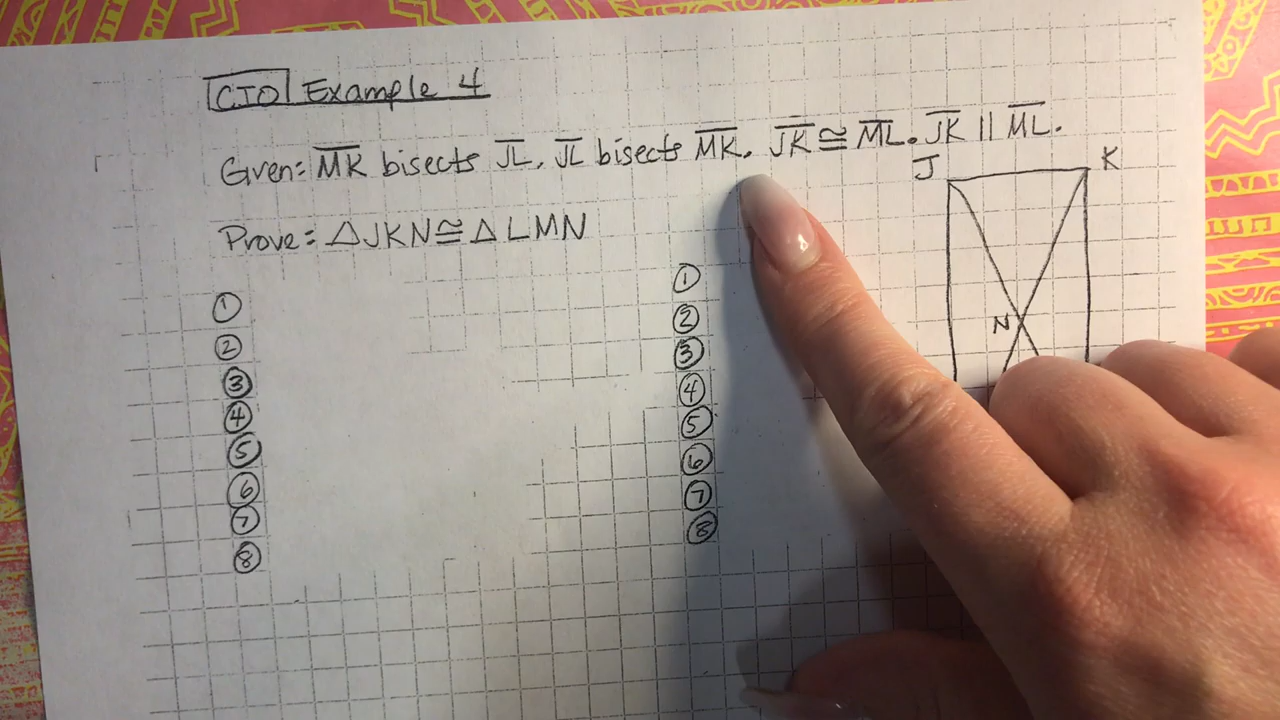 CIO Example 4
Given: MK bisects JL. JL bisects MK. JK ≅ ML. JK || ML.
Prove: △JKN ≅ △LMN
J K
N
① ①
② ②
③ ③
④ ④
⑤ ⑤
⑥ ⑥
⑦ ⑦
⑧ ⑧